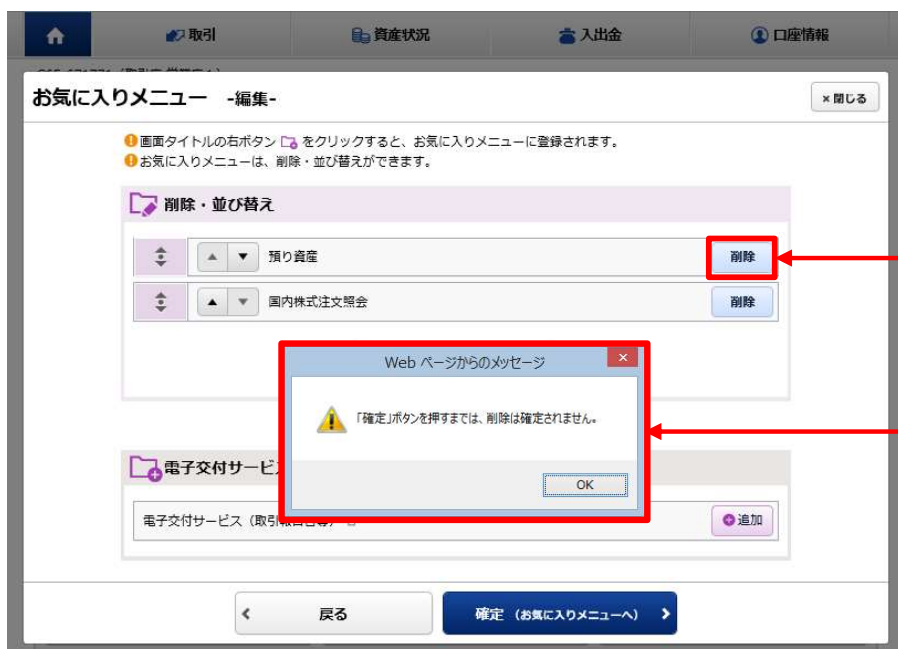 取引 資産状況 入出金 口座情報
お気に入りメニュー -編集- ×閉じる
画面タイトルの右ボタン をクリックすると、お気に入りメニューに登録されます。
お気に入りメニューは、削除・並び替えができます。
削除・並び替え
預り資産 削除
国内株式注文照会 削除
Web ページからのメッセージ
「確定」ボタンを押すまでは、削除は確定されません。
OK
電子交付サービ
電子交付サービス（取引 追加
戻る 確定（お気に入りメニューへ）